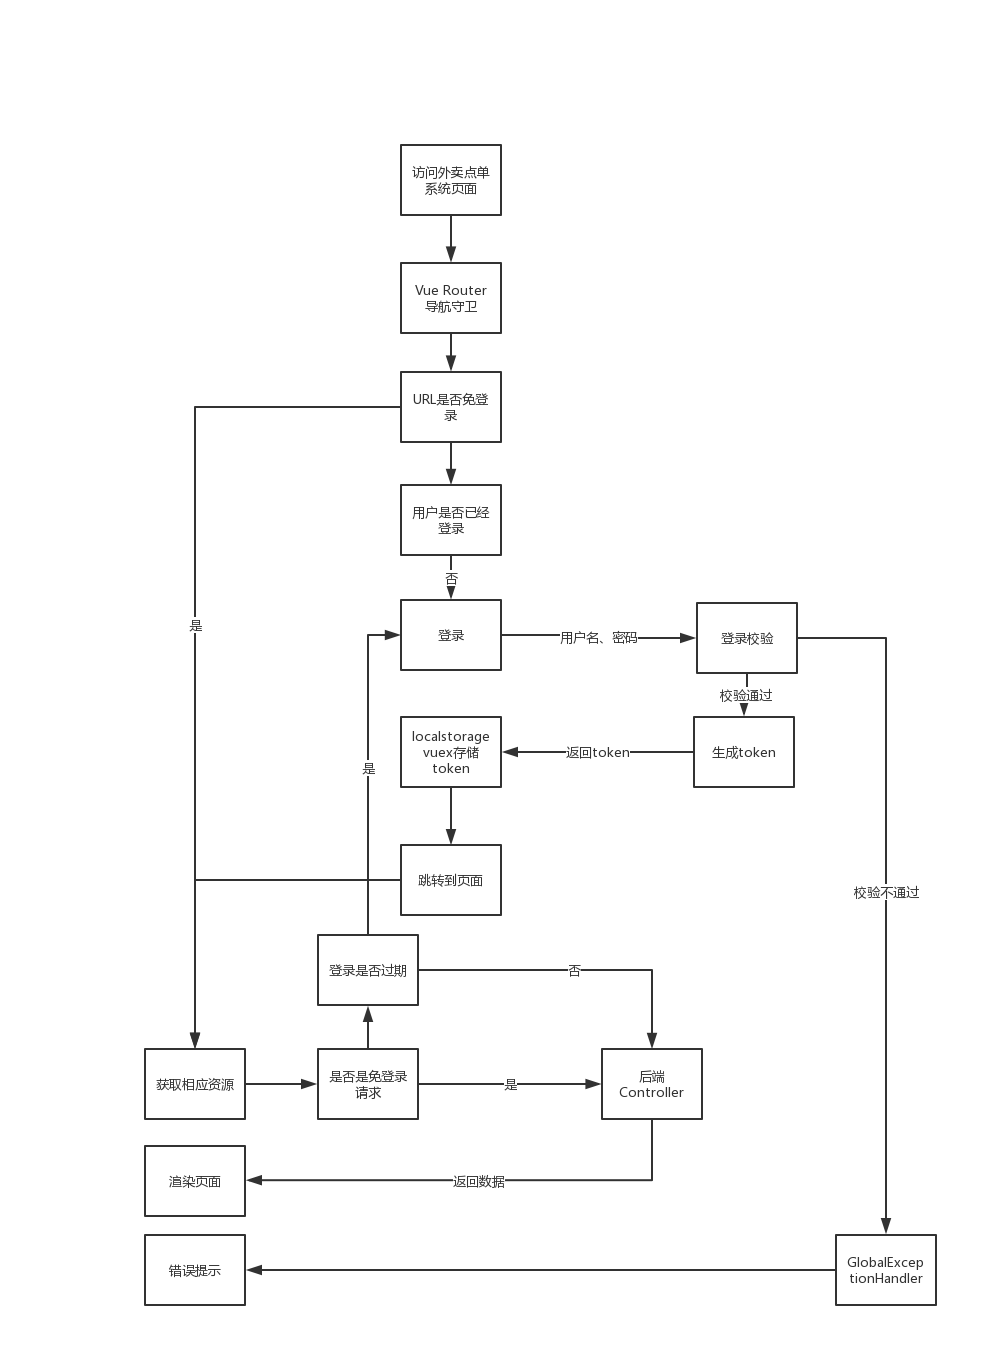 访问外卖点单
系统页面
Vue Router
导航守卫
URL是否免登
录
用户是否已经
登录
否
登录
用户名、密码
登录校验
是
校验通过
localstorage
vuex存储
token
返回token
生成token
是
跳转到页面
校验不通过
登录是否过期
否
获取相应资源
是否是免登录
请求
是
后端
Controller
渲染页面
返回数据
错误提示
GlobalExcep
tionHandler